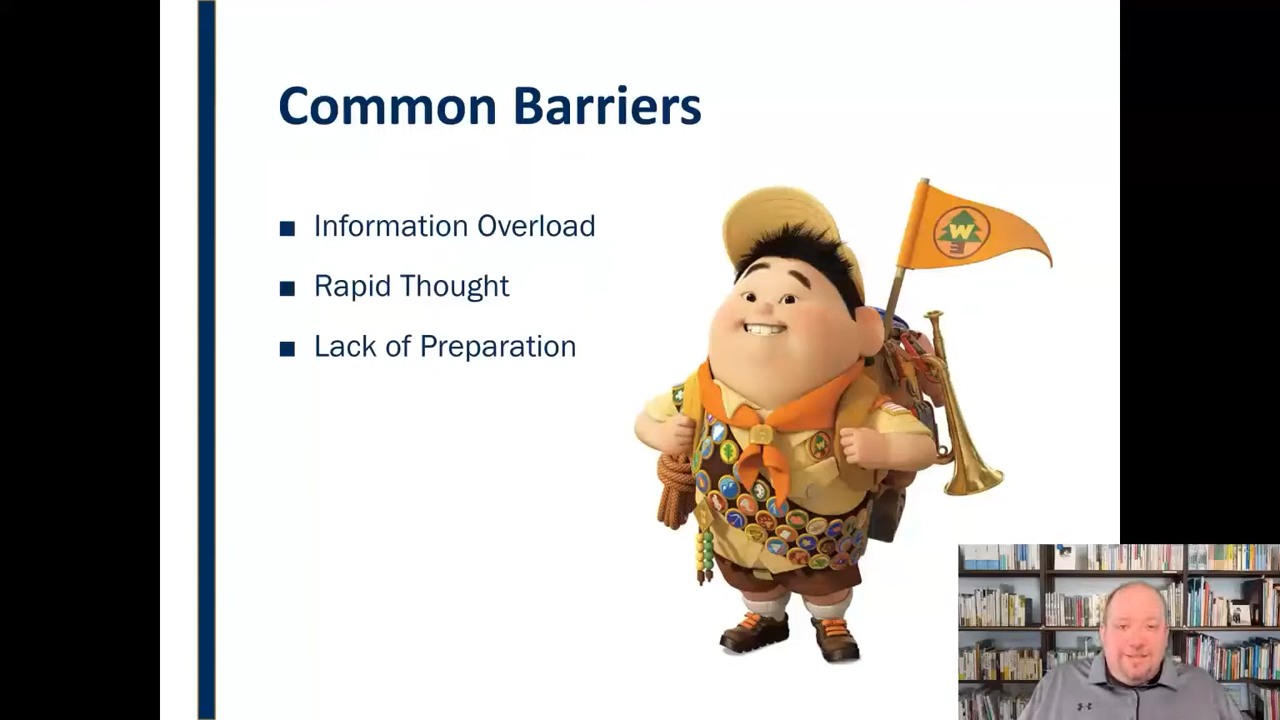 Common Barriers
Information Overload
Rapid Thought
Lack of Preparation
W